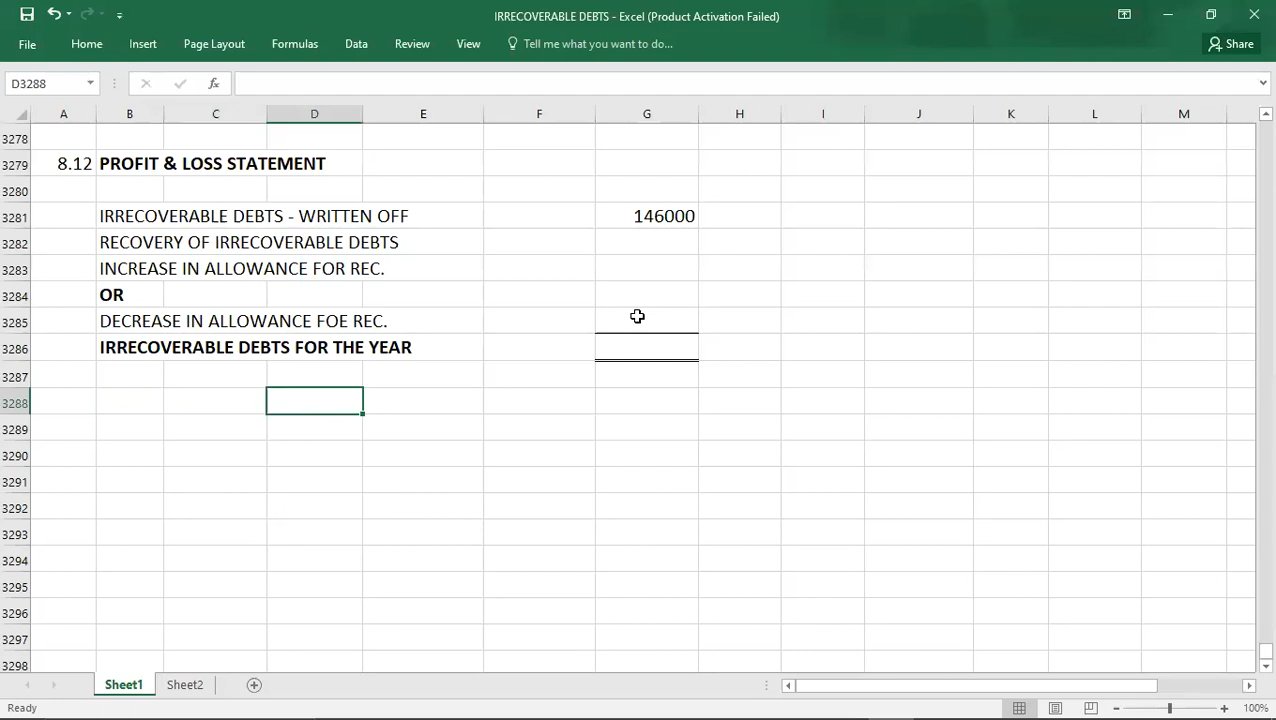 IRRECOVERABLE DEBTS - Excel (Product Activation Failed)
File Home Insert Page Layout Formulas Data Review View Tell me what you want to do... Share
D3288 fx
A B C D E F G H I J K L M
3278
3279 8.12 PROFIT & LOSS STATEMENT
3280
3281 IRRECOVERABLE DEBTS - WRITTEN OFF 146000
3282 RECOVERY OF IRRECOVERABLE DEBTS
3283 INCREASE IN ALLOWANCE FOR REC.
3284 OR
3285 DECREASE IN ALLOWANCE FOE REC.
3286 IRRECOVERABLE DEBTS FOR THE YEAR
3287
3288
3289
3290
3291
3292
3293
3294
3295
3296
3297
3298
Sheet1 Sheet2
Ready 100%